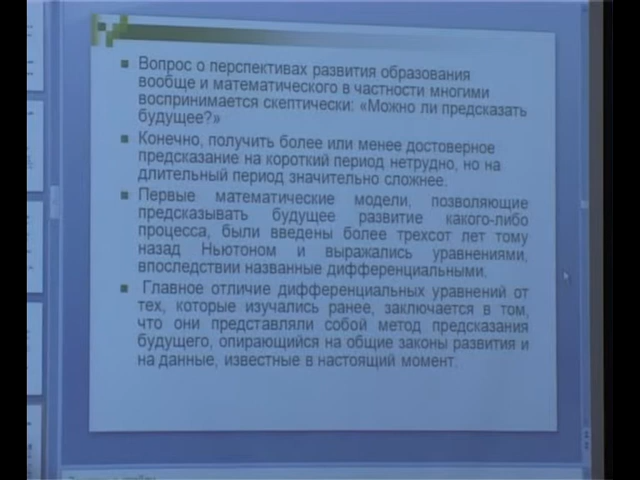 Вопрос о перспективах развития образования
вообще и математического в частности многими
воспринимается скептически: «Можно ли предсказать
будущее?»
Конечно, получить более или менее достоверное
предсказание на короткий период нетрудно, но на
длительный период значительно сложнее.
Первые математические модели, позволяющие
предсказывать будущее развитие какого-либо
процесса, были введены более трехсот лет тому
назад Ньютоном и выражались уравнениями,
впоследствии названные дифференциальными.
Главное отличие дифференциальных уравнений от
тех, которые изучались ранее, заключается в том,
что они представляли собой метод предсказания
будущего, опирающийся на общие законы развития и
на данные, известные в настоящий момент.